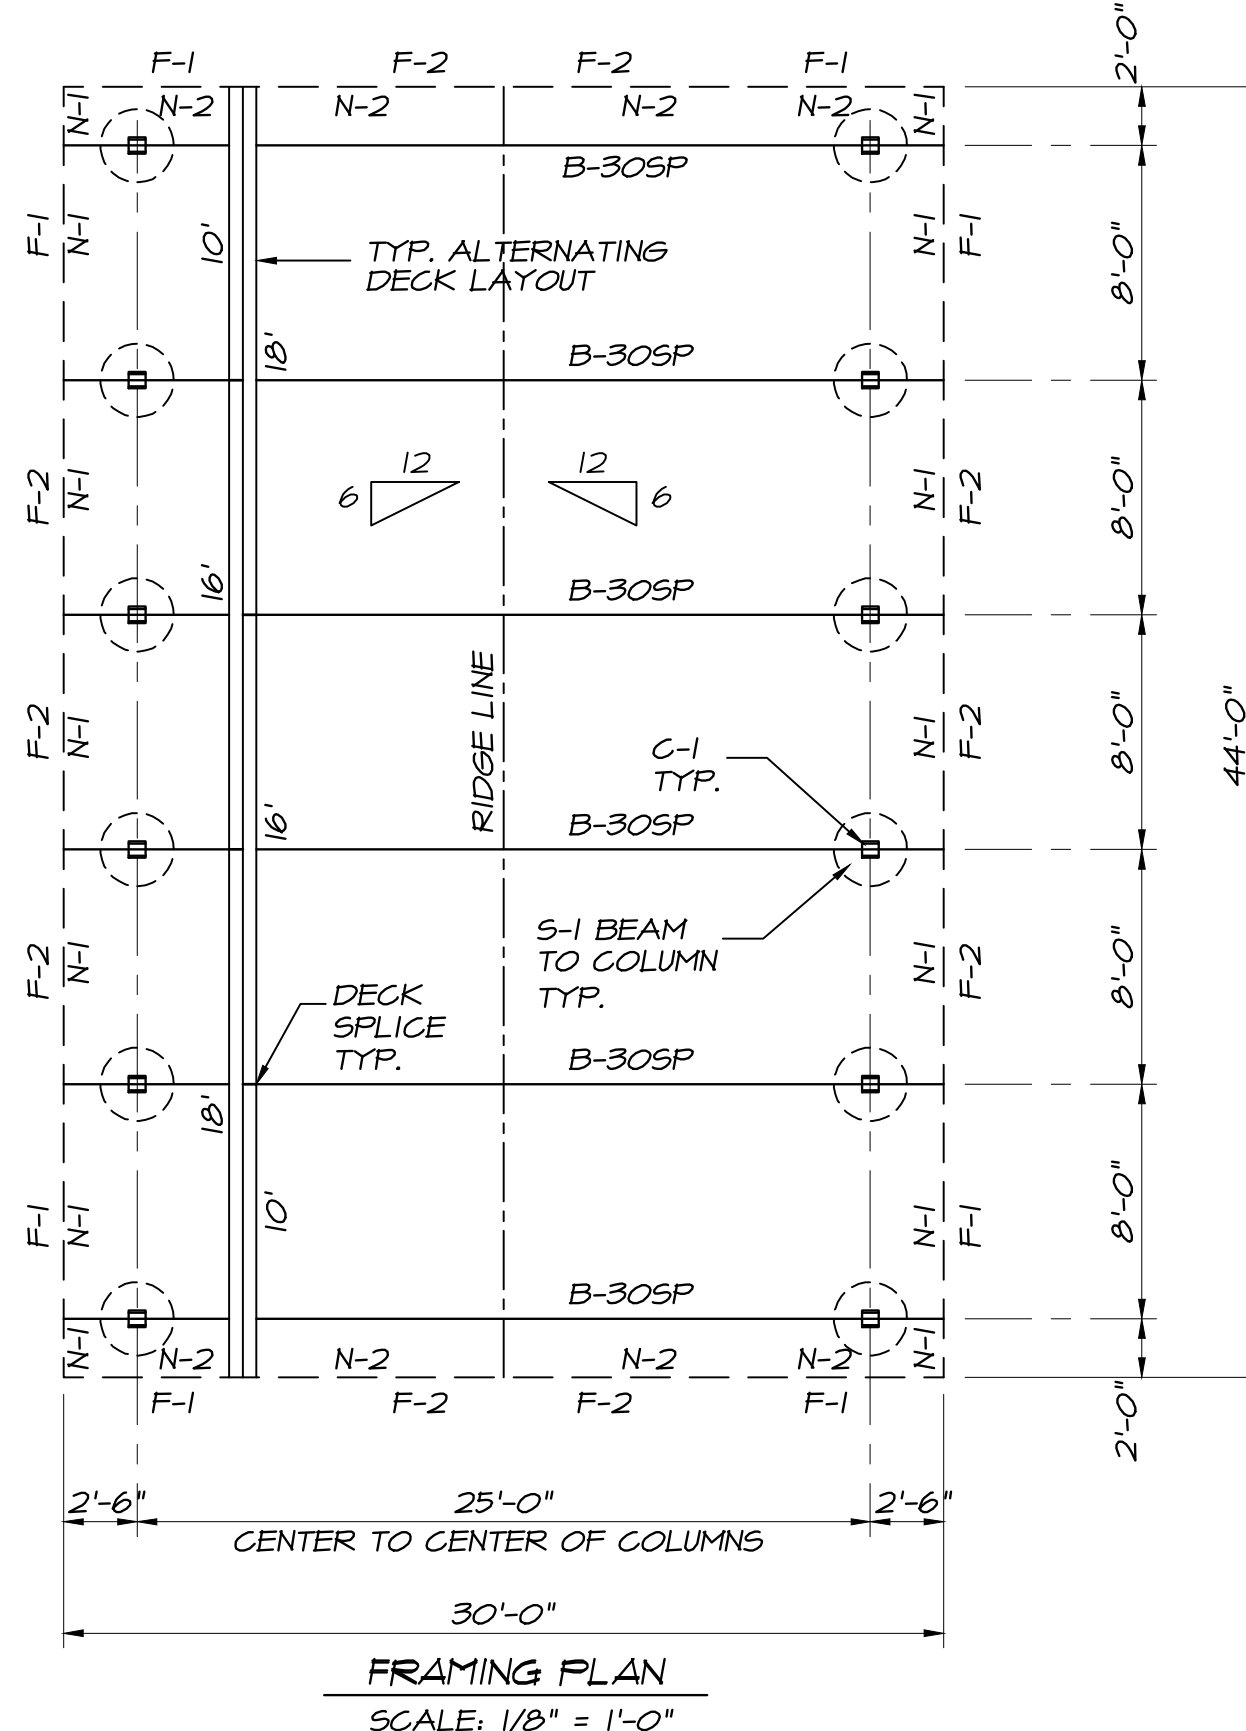 2'-0"
F-1 F-2 F-2 F-1
N-1 N-2 N-2 N-2 N-2 N-1
B-30SP
F-1 N-1 10' N-1 F-1 8'-0"
TYP. ALTERNATING
DECK LAYOUT
18' B-30SP
12 12
6 6
F-2 N-1 N-1 F-2 8'-0"
16' B-30SP
RIDGE LINE
F-2 N-1 N-1 F-2 8'-0" 44'-0"
C-1
TYP.
16' B-30SP
S-1 BEAM
TO COLUMN
TYP.
F-2 N-1 N-1 F-2 8'-0"
DECK
SPLICE
TYP.
B-30SP
18'
F-1 N-1 10' N-1 F-1 8'-0"
B-30SP
N-1 N-2 N-2 N-2 N-2 N-1
F-1 F-2 F-2 F-1 2'-0"
2'-6" 25'-0" 2'-6"
CENTER TO CENTER OF COLUMNS
30'-0"
FRAMING PLAN
SCALE: 1/8" = 1'-0"